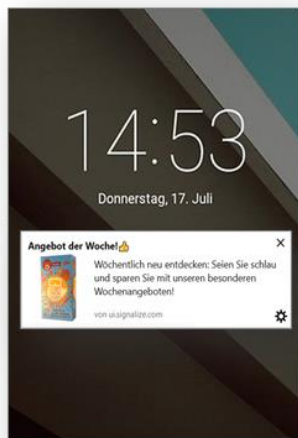 14:53
Donnerstag, 17. Juli
Angebot der Woche!👍
Wöchentlich neu entdecken: Seien Sie schlau
und sparen Sie mit unseren besonderen
Wochenangeboten!
von ui.signalize.com